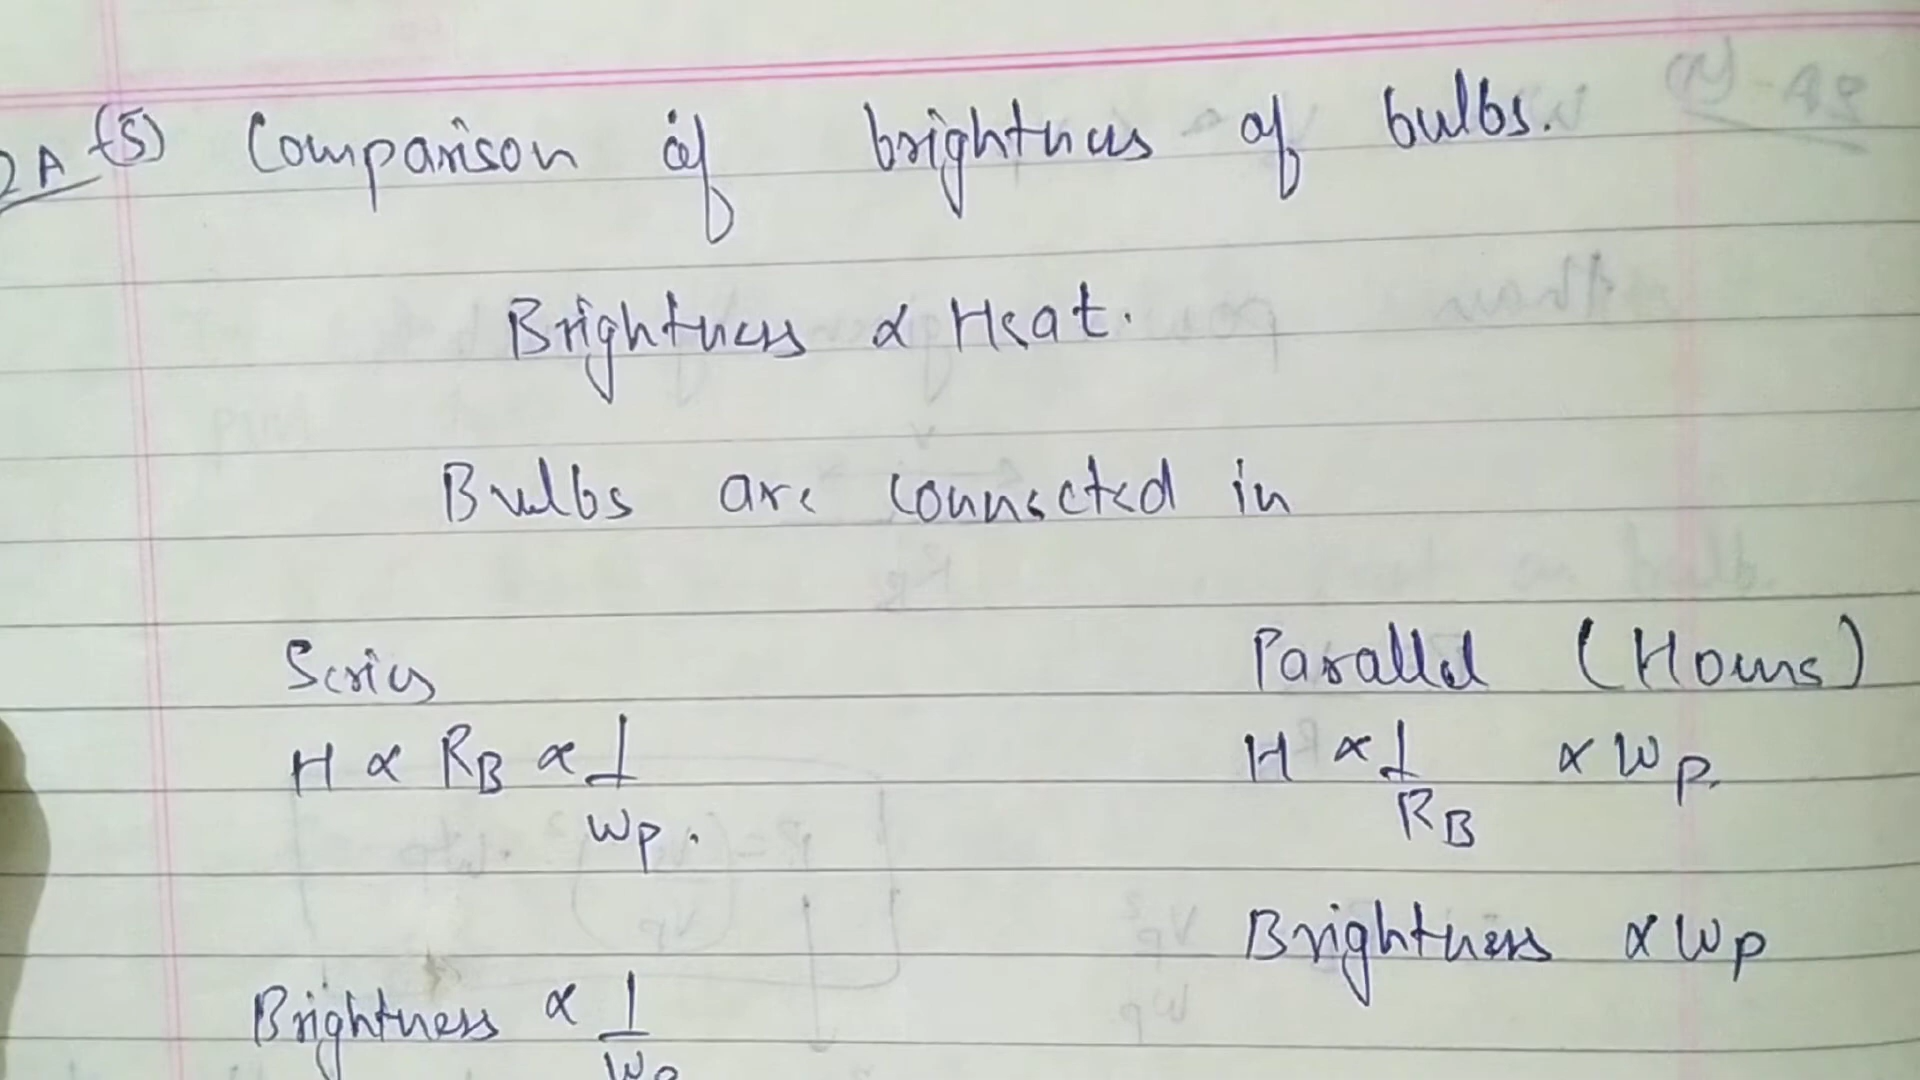 2A (5) Comparison of brightness of bulbs.
Brightness ∝ Heat.
Bulbs are connected in
Series
Parallel (Homes)
H ∝ R_B ∝ 1/W_P.
H ∝ 1/R_B ∝ W_P.
Brightness ∝ W_P
Brightness ∝ 1/W_P